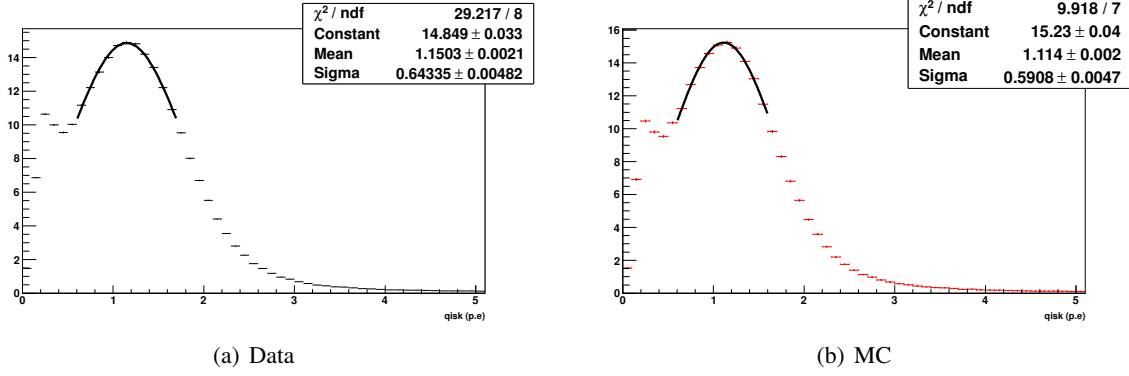 χ² / ndf 29.217 / 8
Constant 14.849 ± 0.033
Mean 1.1503 ± 0.0021
Sigma 0.64335 ± 0.00482
14
12
10
8
6
4
2
0
0 1 2 3 4 5
qisk (p.e)
(a) Data
χ² / ndf 9.918 / 7
Constant 15.23 ± 0.04
Mean 1.114 ± 0.002
Sigma 0.5908 ± 0.0047
16
14
12
10
8
6
4
2
0
0 1 2 3 4 5
qisk (p.e)
(b) MC